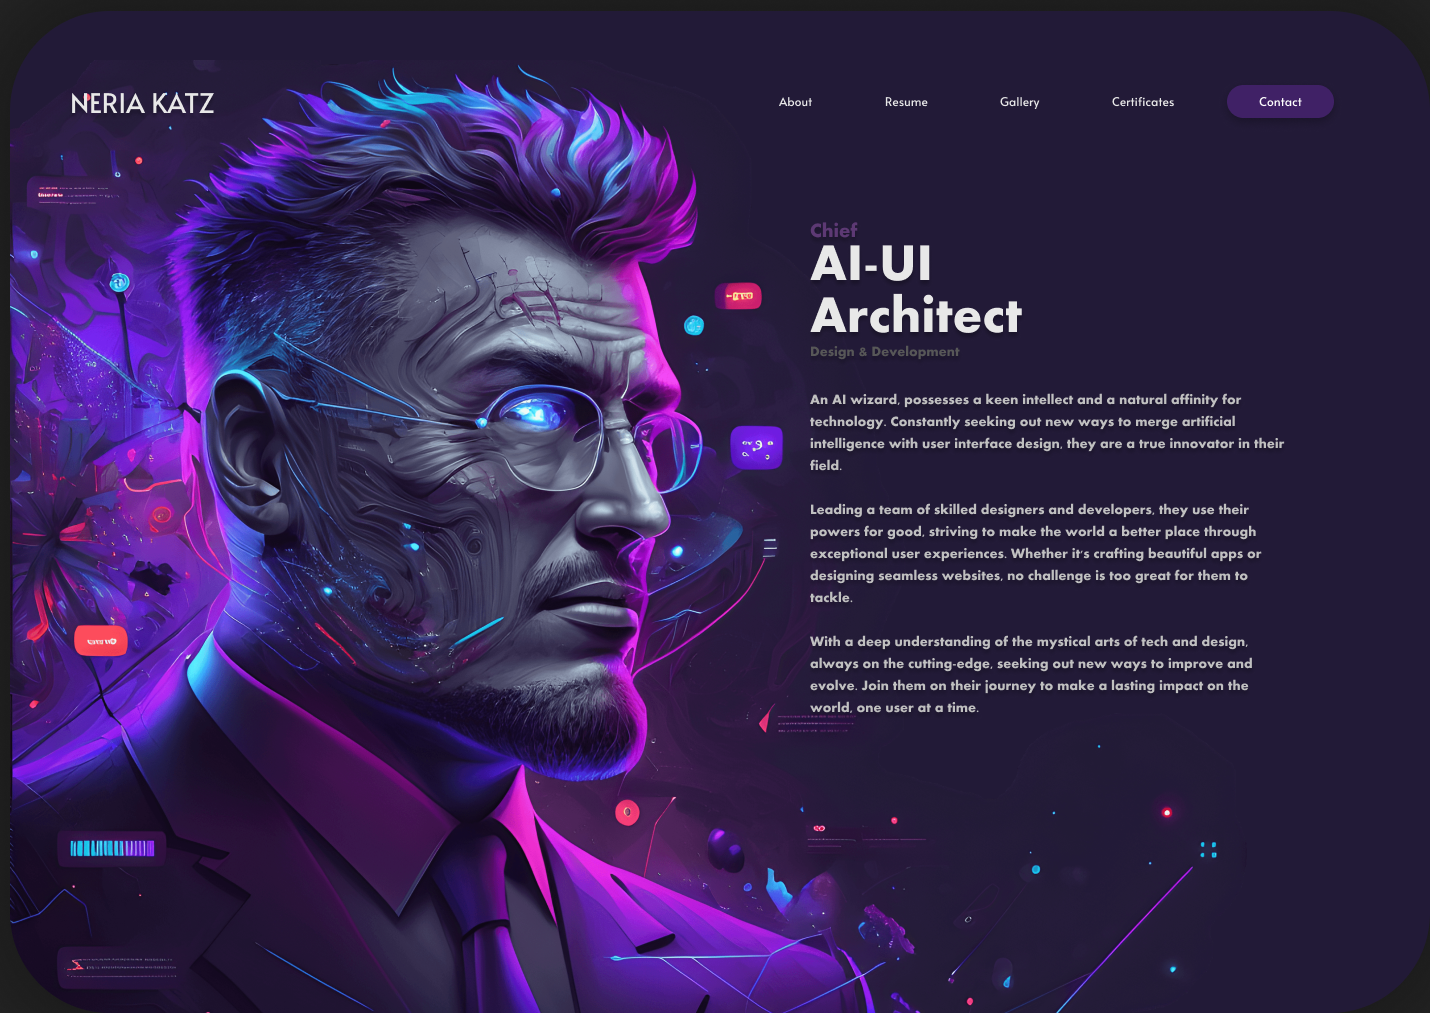 NERIA KATZ
About
Resume
Gallery
Certificates
Contact
Chief
AI-UI
Architect
Design & Development
An AI wizard, possesses a keen intellect and a natural affinity for
technology. Constantly seeking out new ways to merge artificial
intelligence with user interface design, they are a true innovator in their
field.
Leading a team of skilled designers and developers, they use their
powers for good, striving to make the world a better place through
exceptional user experiences. Whether it's crafting beautiful apps or
designing seamless websites, no challenge is too great for them to
tackle.
With a deep understanding of the mystical arts of tech and design,
always on the cutting-edge, seeking out new ways to improve and
evolve. Join them on their journey to make a lasting impact on the
world, one user at a time.